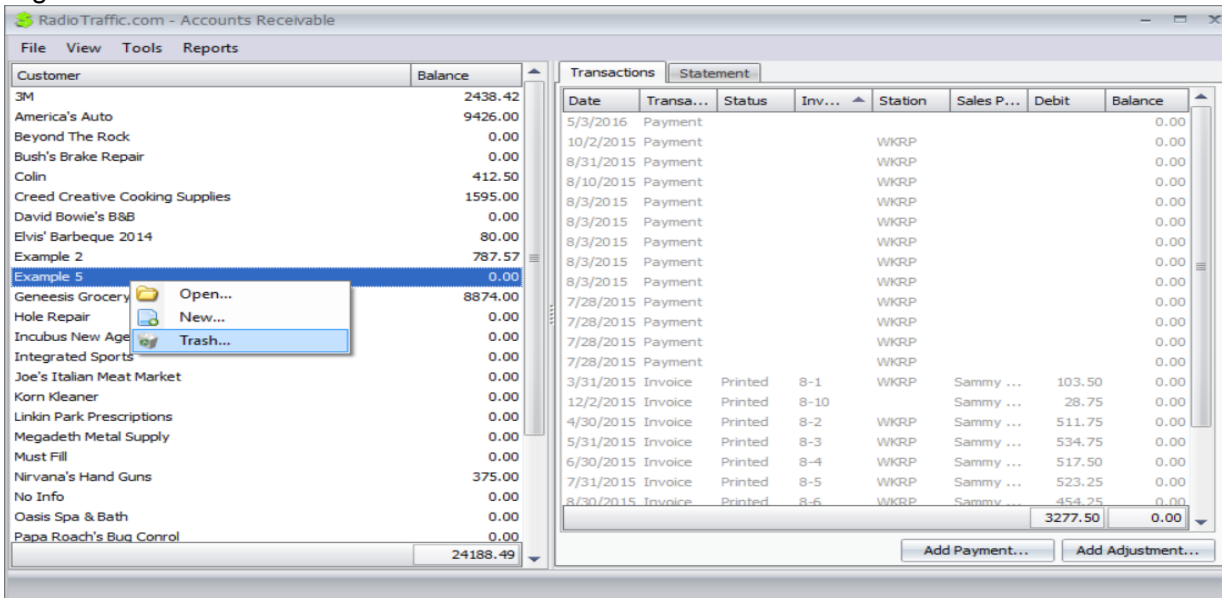 RadioTraffic.com - Accounts Receivable
File View Tools Reports
Customer Balance
3M 2438.42
America's Auto 9426.00
Beyond The Rock 0.00
Bush's Brake Repair 0.00
Colin 412.50
Creed Creative Cooking Supplies 1595.00
David Bowie's B&B 0.00
Elvis' Barbeque 2014 80.00
Example 2 787.57
Example 5 0.00
Geneesis Grocery 8874.00
Hole Repair 0.00
Incubus New Age 0.00
Integrated Sports 0.00
Joe's Italian Meat Market 0.00
Korn Kleaner 0.00
Linkin Park Prescriptions 0.00
Megadeth Metal Supply 0.00
Must Fill 0.00
Nirvana's Hand Guns 375.00
No Info 0.00
Oasis Spa & Bath 0.00
Papa Roach's Bug Conrol 0.00
24188.49
Open...
New...
Trash...
Transactions Statement
Date Transa... Status Inv... Station Sales P... Debit Balance
5/3/2016 Payment 0.00
10/2/2015 Payment WKRP 0.00
8/31/2015 Payment WKRP 0.00
8/10/2015 Payment WKRP 0.00
8/3/2015 Payment WKRP 0.00
8/3/2015 Payment WKRP 0.00
8/3/2015 Payment WKRP 0.00
8/3/2015 Payment WKRP 0.00
8/3/2015 Payment WKRP 0.00
7/28/2015 Payment WKRP 0.00
7/28/2015 Payment WKRP 0.00
7/28/2015 Payment WKRP 0.00
7/28/2015 Payment WKRP 0.00
3/31/2015 Invoice Printed 8-1 WKRP Sammy ... 103.50 0.00
12/2/2015 Invoice Printed 8-10 Sammy ... 28.75 0.00
4/30/2015 Invoice Printed 8-2 WKRP Sammy ... 511.75 0.00
5/31/2015 Invoice Printed 8-3 WKRP Sammy ... 534.75 0.00
6/30/2015 Invoice Printed 8-4 WKRP Sammy ... 517.50 0.00
7/31/2015 Invoice Printed 8-5 WKRP Sammy ... 523.25 0.00
8/30/2015 Invoice Printed 8-6 WKRP Sammy ... 454.25 0.00
3277.50 0.00
Add Payment... Add Adjustment...